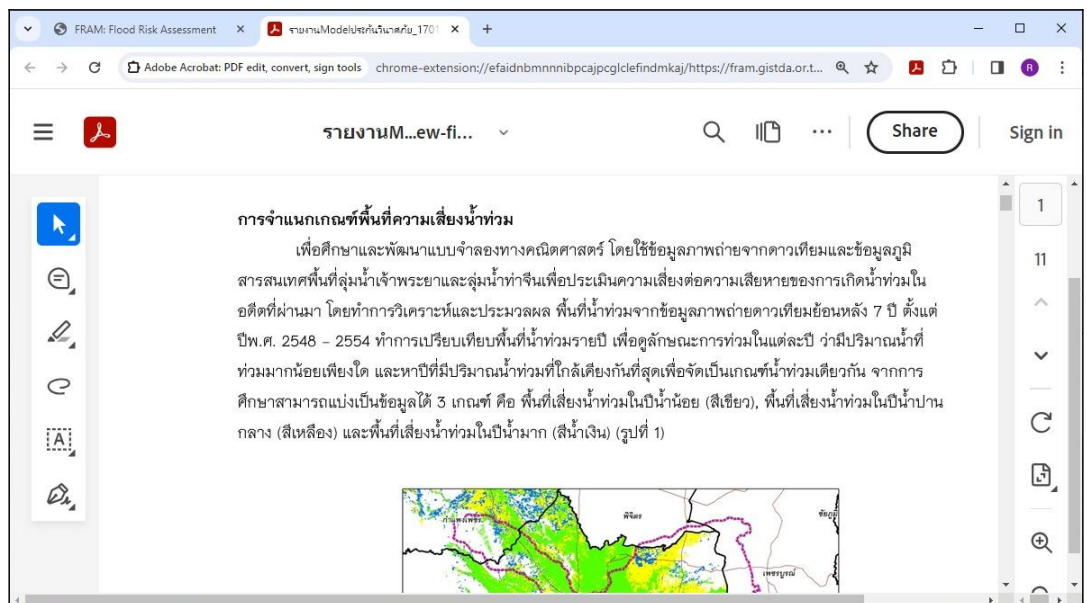 FRAM: Flood Risk Assessment
รายงานModelประกันวินาศภัย_1701
Adobe Acrobat: PDF edit, convert, sign tools
chrome-extension://efaidnbmnnnibpcajpcglclefindmkaj/https://fram.gistda.or.t...
R
รายงานM...ew-fi...
Share
Sign in
1
11
การจำแนกเกณฑ์พื้นที่ความเสี่ยงน้ำท่วม
เพื่อศึกษาและพัฒนาแบบจำลองทางคณิตศาสตร์ โดยใช้ข้อมูลภาพถ่ายจากดาวเทียมและข้อมูลภูมิ
สารสนเทศพื้นที่ลุ่มน้ำเจ้าพระยาและลุ่มน้ำท่าจีนเพื่อประเมินความเสี่ยงต่อความเสียหายของการเกิดน้ำท่วมใน
อดีตที่ผ่านมา โดยทำการวิเคราะห์และประมวลผล พื้นที่น้ำท่วมจากข้อมูลภาพถ่ายดาวเทียมย้อนหลัง 7 ปี ตั้งแต่
ปีพ.ศ. 2548 – 2554 ทำการเปรียบเทียบพื้นที่น้ำท่วมรายปี เพื่อดูลักษณะการท่วมในแต่ละปี ว่ามีปริมาณน้ำที่
ท่วมมากน้อยเพียงใด และหาปีที่มีปริมาณน้ำท่วมที่ใกล้เคียงกันที่สุดเพื่อจัดเป็นเกณฑ์น้ำท่วมเดียวกัน จากการ
ศึกษาสามารถแบ่งเป็นข้อมูลได้ 3 เกณฑ์ คือ พื้นที่เสี่ยงน้ำท่วมในปีน้ำน้อย (สีเขียว), พื้นที่เสี่ยงน้ำท่วมในปีน้ำปาน
กลาง (สีเหลือง) และพื้นที่เสี่ยงน้ำท่วมในปีน้ำมาก (สีน้ำเงิน) (รูปที่ 1)
กำแพงเพชร
พิจิตร
ชัยภูมิ
เพชรบูรณ์